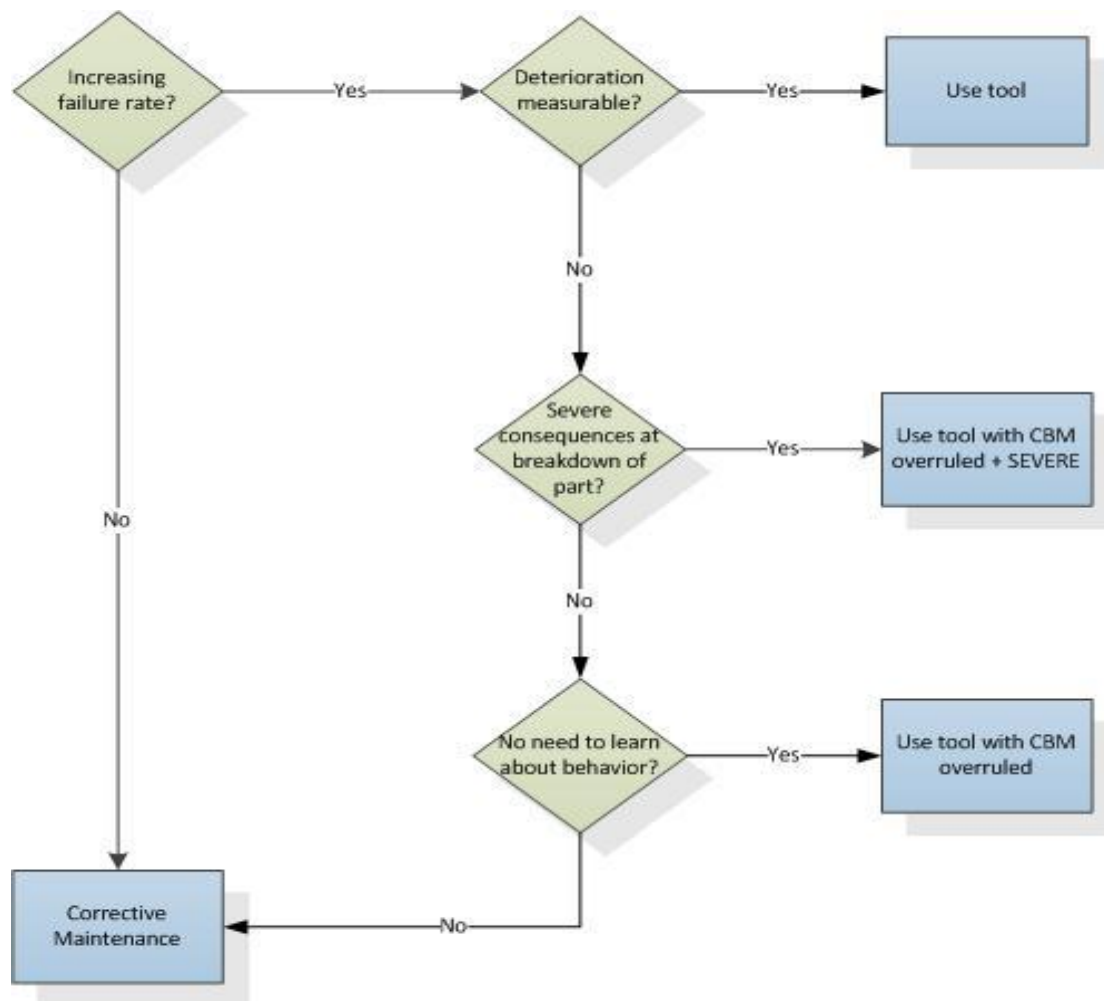 Increasing
failure rate?
Yes
Deterioration
measurable?
Yes
Use tool
No
Severe
consequences at
breakdown of
part?
Yes
Use tool with CBM
overruled + SEVERE
No
No
No need to learn
about behavior?
Yes
Use tool with CBM
overruled
Corrective
Maintenance
No